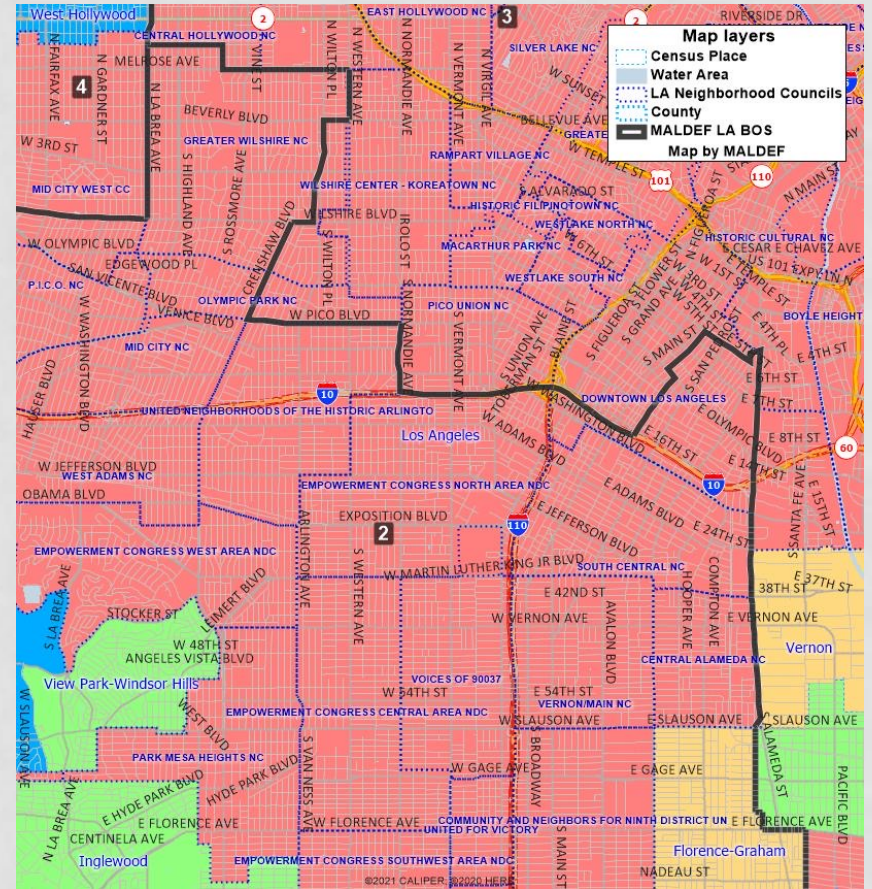 West Hollywood
EAST HOLLYWOOD NC
2
3
2
RIVERSIDE DR
CENTRAL HOLLYWOOD NC
SILVER LAKE NC
MELROSE AVE
N FAIRFAX AVE
N GARDNER ST
N LA BREA AVE
N WILTON PL
N WESTERN AVE
N NORMANDIE AVE
N VERMONT AVE
N VIRGIL AVE
W SUNSET
4
Map layers
Census Place
Water Area
LA Neighborhood Councils
County
MALDEF LA BOS
Map by MALDEF
BEVERLY BLVD
BELLEVUE AVE
GREATE
W 3RD ST
GREATER WILSHIRE NC
RAMPART VILLAGE NC
W TEMPLE ST
101
110
N MAIN ST
MID CITY WEST CC
S HIGHLAND AVE
S ROSSMORE AVE
WILSHIRE CENTER - KOREATOWN NC
S ALVARADO ST
HISTORIC FILIPINOTOWN NC
N FIGUEROA ST
WILSHIRE BLVD
WESTLAKE NORTH NC
HISTORIC CULTURAL NC
W OLYMPIC BLVD
CRENSHAW BLVD
S WILTON PL
IROLO ST
MACARTHUR PARK NC
W 6TH ST
E CESAR E CHAVEZ AVE
EDGEWOOD PL
US 101 EXPY LN
P.I.C.O. NC
SAN VICENTE BLVD
WESTLAKE SOUTH NC
S FLOWER ST
W 1ST ST
E TEMPLE ST
W 3RD ST
W 4TH ST
W 5TH ST
OLYMPIC PARK NC
S NORMANDIE AVE
PICO UNION NC
S FIGUEROA ST
S GRAND AVE
VENICE BLVD
W PICO BLVD
S VERMONT AVE
S UNION AVE
BLAINE ST
BOYLE HEIGHT
W WASHINGTON BLVD
MID CITY NC
TOBERMAN ST
S MAIN ST
S SAN PEDRO ST
E 4TH PL
E 4TH ST
HAUSER BLVD
E 6TH ST
10
W WASHINGTON BLVD
DOWNTOWN LOS ANGELES
E 7TH ST
UNITED NEIGHBORHOODS OF THE HISTORIC ARLINGTO
Los Angeles
W ADAMS BLVD
E OLYMPIC BLVD
E 8TH ST
60
E 16TH ST
E 14TH ST
W JEFFERSON BLVD
WEST ADAMS NC
EMPOWERMENT CONGRESS NORTH AREA NDC
E ADAMS BLVD
10
E 15TH ST
OBAMA BLVD
ARLINGTON AVE
EXPOSITION BLVD
110
E JEFFERSON BLVD
E 24TH ST
S SANTA FE AVE
2
EMPOWERMENT CONGRESS WEST AREA NDC
S WESTERN AVE
W MARTIN LUTHER KING JR BLVD
SOUTH CENTRAL NC
HOOPER AVE
COMPTON AVE
E 37TH ST
38TH ST
S LA BREA AVE
STOCKER ST
LEIMERT BLVD
E 42ND ST
W VERNON AVE
AVALON BLVD
E VERNON AVE
W 48TH ST
ANGELES VISTA BLVD
CENTRAL ALAMEDA NC
Vernon
View Park-Windsor Hills
VOICES OF 90037
W 54TH ST
E 54TH ST
W SLAUSON AVE
WEST BLVD
EMPOWERMENT CONGRESS CENTRAL AREA NDC
VERNON/MAIN NC
W SLAUSON AVE
E SLAUSON AVE
SLAUSON AVE
S BROADWAY
S ALAMEDA ST
PARK MESA HEIGHTS NC
S VAN NESS AVE
W GAGE AVE
E GAGE AVE
PACIFIC BLVD
N LA BREA AVE
E HYDE PARK BLVD
HYDE PARK BLVD
E FLORENCE AVE
W FLORENCE AVE
COMMUNITY AND NEIGHBORS FOR NINTH DISTRICT UN
E FLORENCE AVE
UNITED FOR VICTORY
CENTINELA AVE
S MAIN ST
Inglewood
EMPOWERMENT CONGRESS SOUTHWEST AREA NDC
Florence-Graham
NADEAU ST
©2021 CALIPER; ©2020 HERE